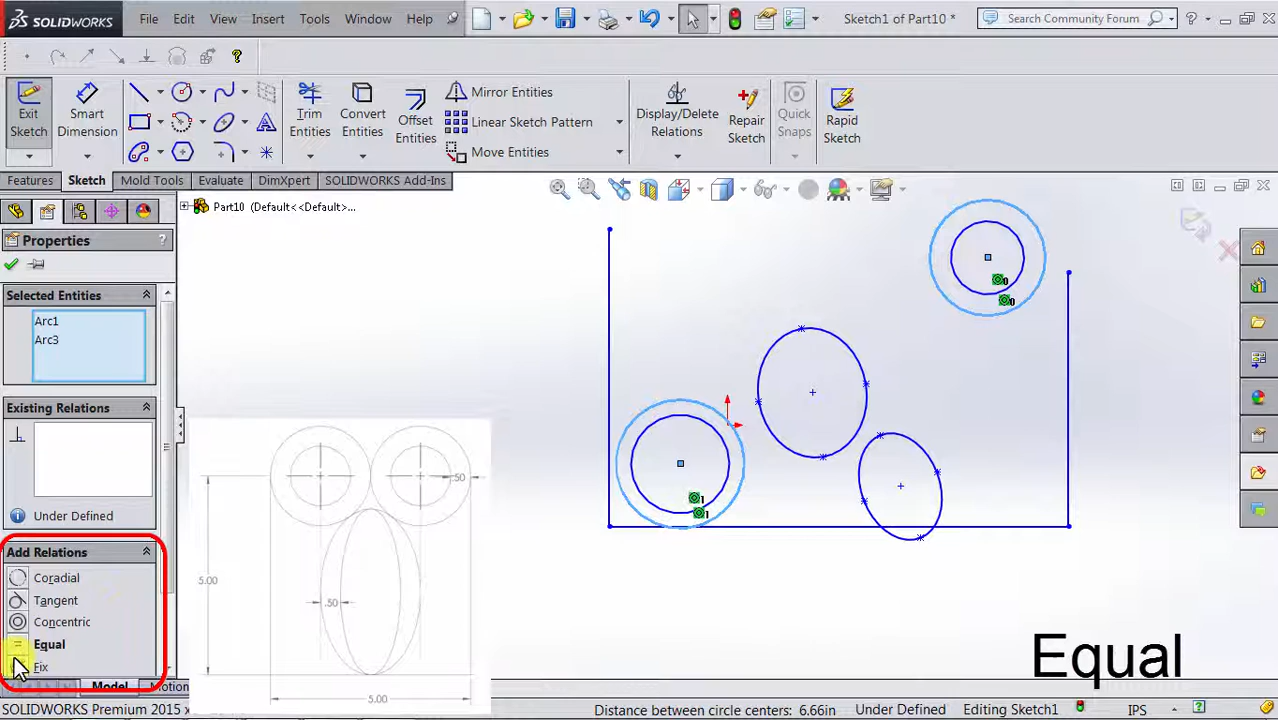 SOLIDWORKS File Edit View Insert Tools Window Help Sketch1 of Part10 * Search Community Forum ?
?
Exit Sketch
Smart Dimension
Trim Entities
Convert Entities
Offset Entities
Mirror Entities
Linear Sketch Pattern
Move Entities
Display/Delete Relations
Repair Sketch
Quick Snaps
Rapid Sketch
Features Sketch Mold Tools Evaluate DimXpert SOLIDWORKS Add-Ins
Part10 (Default<<Default>...
Properties ?
Selected Entities
Arc1
Arc3
Existing Relations
Under Defined
Add Relations
Coradial
Tangent
Concentric
Equal
Fix
0
0
1
1
.50
5.00
.50
5.00
Equal
Model Motion
SOLIDWORKS Premium 2015 x Distance between circle centers: 6.66in Under Defined Editing Sketch1 IPS ?